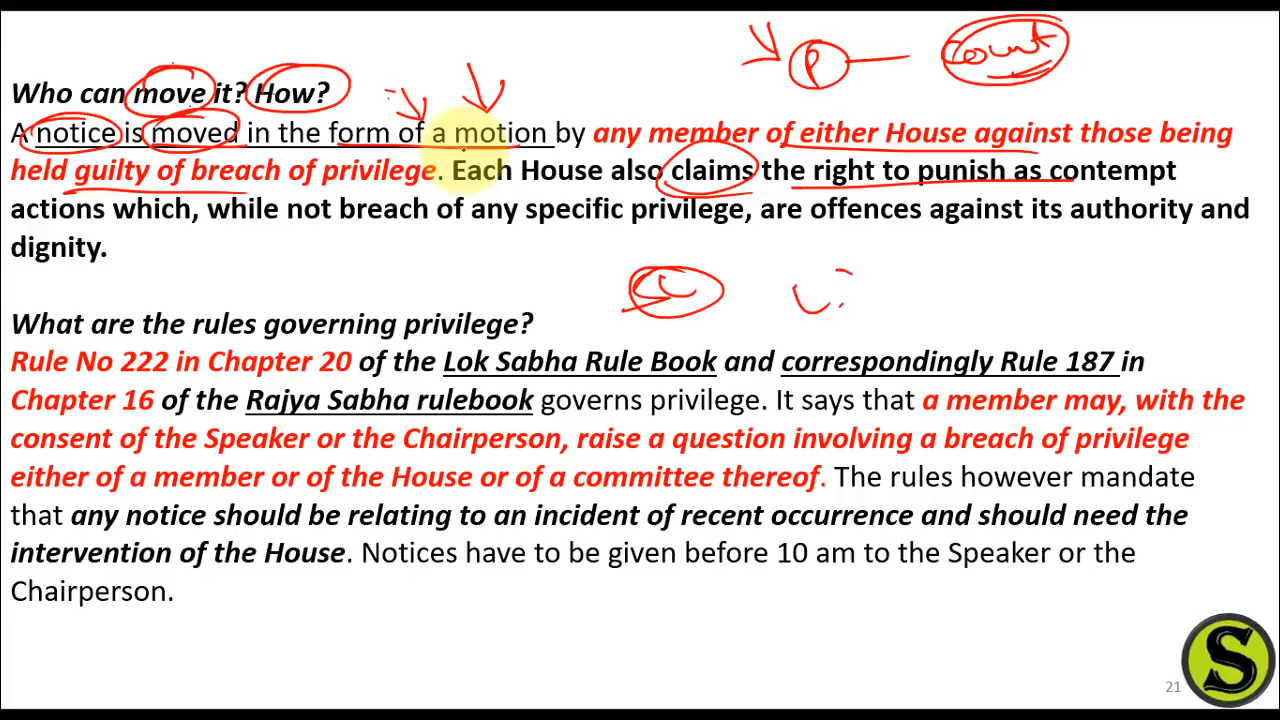 P
Count
Who can move it? How?
A notice is moved in the form of a motion by any member of either House against those being
held guilty of breach of privilege. Each House also claims the right to punish as contempt
actions which, while not breach of any specific privilege, are offences against its authority and
dignity.
What are the rules governing privilege?
Rule No 222 in Chapter 20 of the Lok Sabha Rule Book and correspondingly Rule 187 in
Chapter 16 of the Rajya Sabha rulebook governs privilege. It says that a member may, with the
consent of the Speaker or the Chairperson, raise a question involving a breach of privilege
either of a member or of the House or of a committee thereof. The rules however mandate
that any notice should be relating to an incident of recent occurrence and should need the
intervention of the House. Notices have to be given before 10 am to the Speaker or the
Chairperson.
S
21